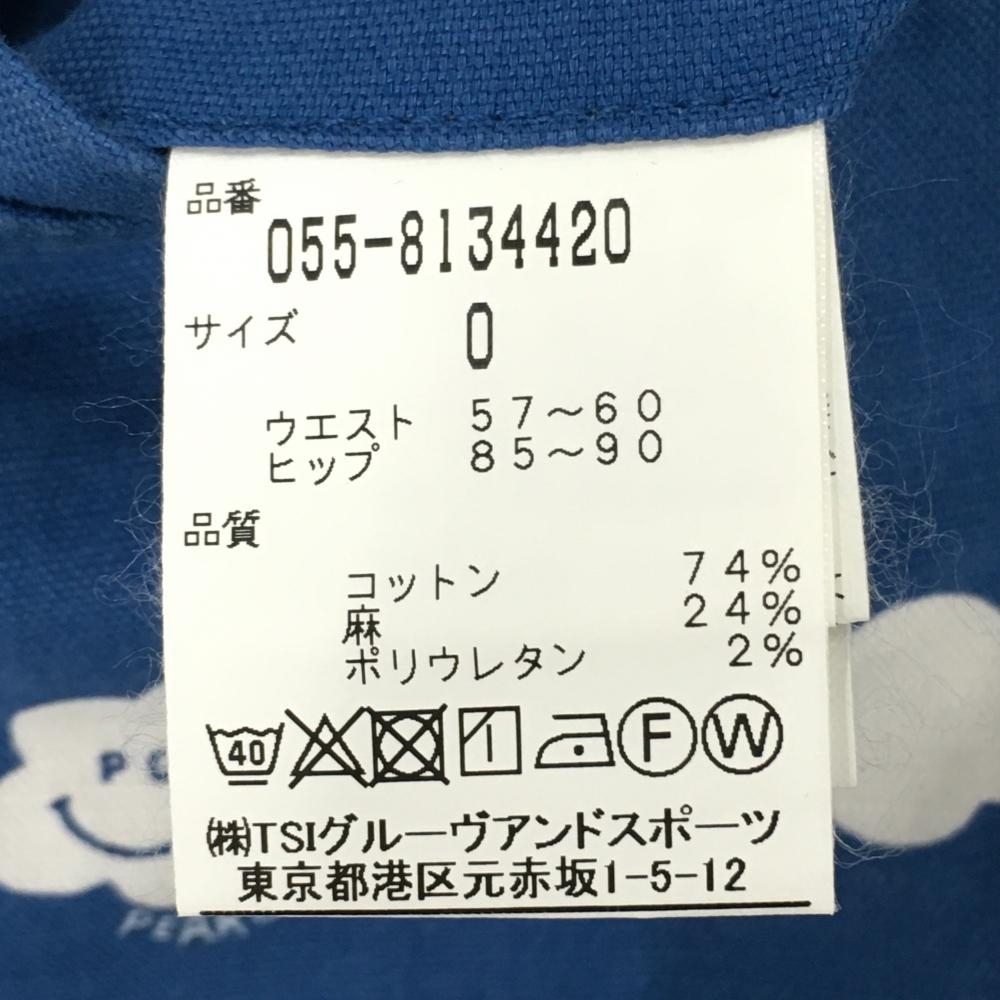 品番
055-8134420
サイズ 0
ウエスト 57～60
ヒップ 85～90
品質
コットン 74%
麻 24%
ポリウレタン 2%
40 F W
㈱TSIグルーヴアンドスポーツ
東京都港区元赤坂1-5-12
PEAR